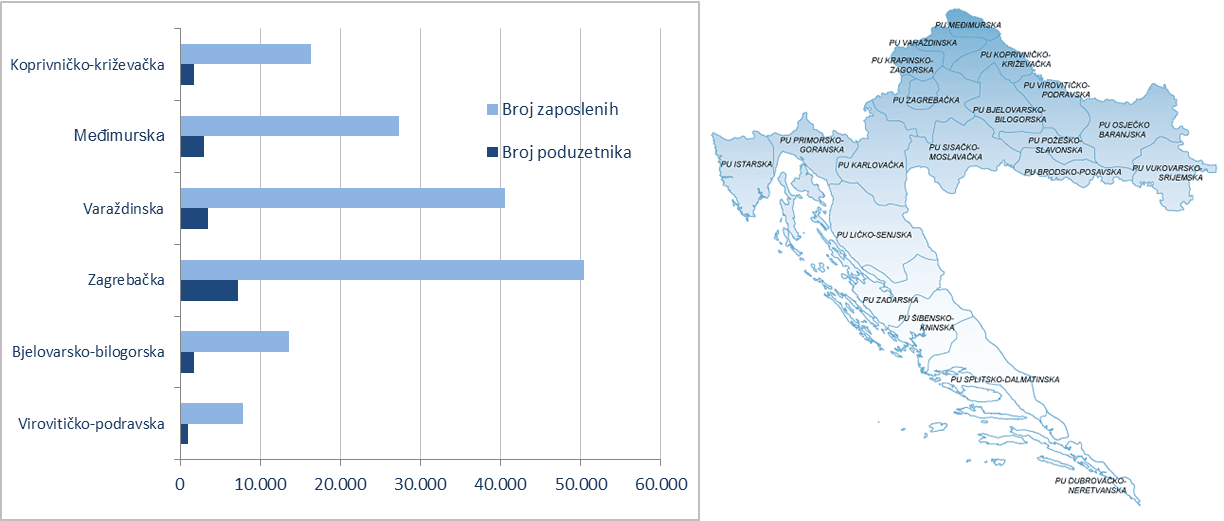 Koprivničko-križevačka
Međimurska
Varaždinska
Zagrebačka
Bjelovarsko-bilogorska
Virovitičko-podravska
Broj zaposlenih
Broj poduzetnika
0
10.000
20.000
30.000
40.000
50.000
60.000
PU MEĐIMURSKA
PU VARAŽDINSKA
PU KRAPINSKO-
ZAGORSKA
PU KOPRIVNIČKO-
KRIŽEVAČKA
PU ZAGREBAČKA
PU VIROVITIČKO-
PODRAVSKA
PU BJELOVARSKO-
BILOGORSKA
PU OSJEČKO
BARANJSKA
PU PRIMORSKO-
GORANSKA
PU ISTARSKA
PU KARLOVAČKA
PU SISAČKO-
MOSLAVAČKA
PU POŽEŠKO-
SLAVONSKA
PU BRODSKO-POSAVSKA
PU VUKOVARSKO-
SRIJEMSKA
PU LIČKO-SENJSKA
PU ZADARSKA
PU ŠIBENSKO-
KNINSKA
PU SPLITSKO-DALMATINSKA
PU DUBROVAČKO-
NERETVANSKA